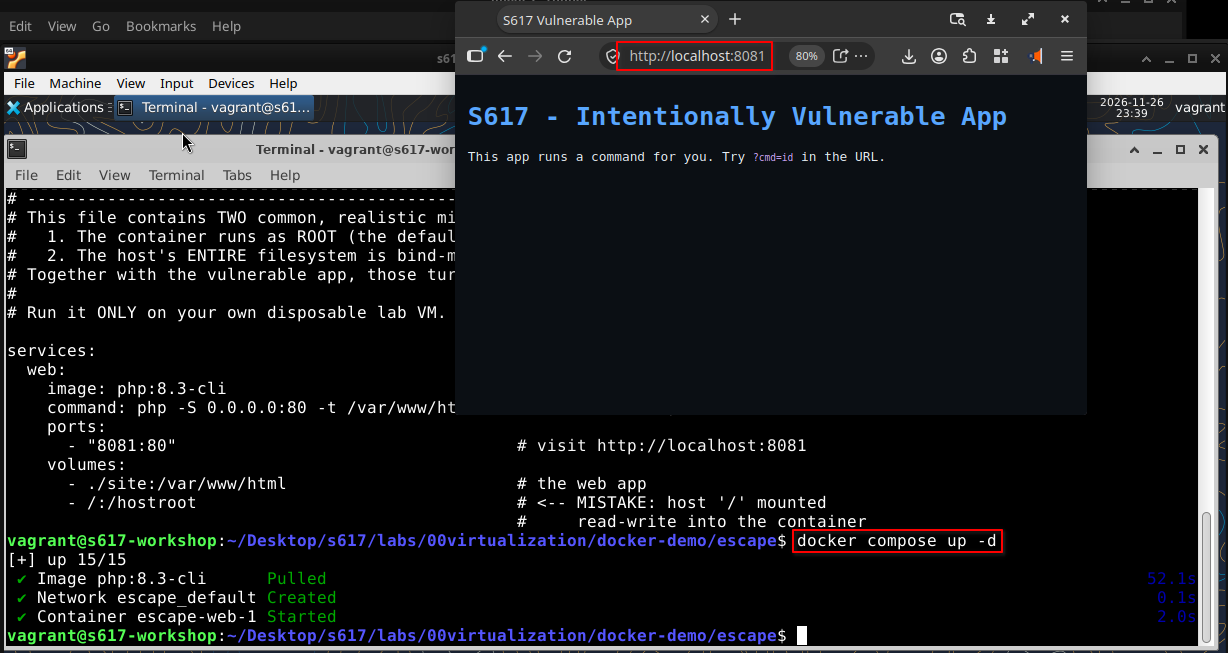 Edit View Go Bookmarks Help
S617 Vulnerable App
http://localhost:8081
80%
File Machine View Input Devices Help
Applications
Terminal - vagrant@s61...
2026-11-26
23:39
vagrant
S617 - Intentionally Vulnerable App
This app runs a command for you. Try ?cmd=id in the URL.
Terminal - vagrant@s617-wor
File Edit View Terminal Tabs Help
# ---------------------------------------------
# This file contains TWO common, realistic mi
#   1. The container runs as ROOT (the defaul
#   2. The host's ENTIRE filesystem is bind-m
# Together with the vulnerable app, those tur
#
# Run it ONLY on your own disposable lab VM.
services:
  web:
    image: php:8.3-cli
    command: php -S 0.0.0.0:80 -t /var/www/ht
    ports:
      - "8081:80"                                  # visit http://localhost:8081
    volumes:
      - ./site:/var/www/html                       # the web app
      - /:/hostroot                                # <-- MISTAKE: host '/' mounted
                                                   #     read-write into the container
vagrant@s617-workshop:~/Desktop/s617/labs/00virtualization/docker-demo/escape$ docker compose up -d
[+] up 15/15
 ✔ Image php:8.3-cli      Pulled 52.1s
 ✔ Network escape_default Created 0.1s
 ✔ Container escape-web-1 Started 2.0s
vagrant@s617-workshop:~/Desktop/s617/labs/00virtualization/docker-demo/escape$